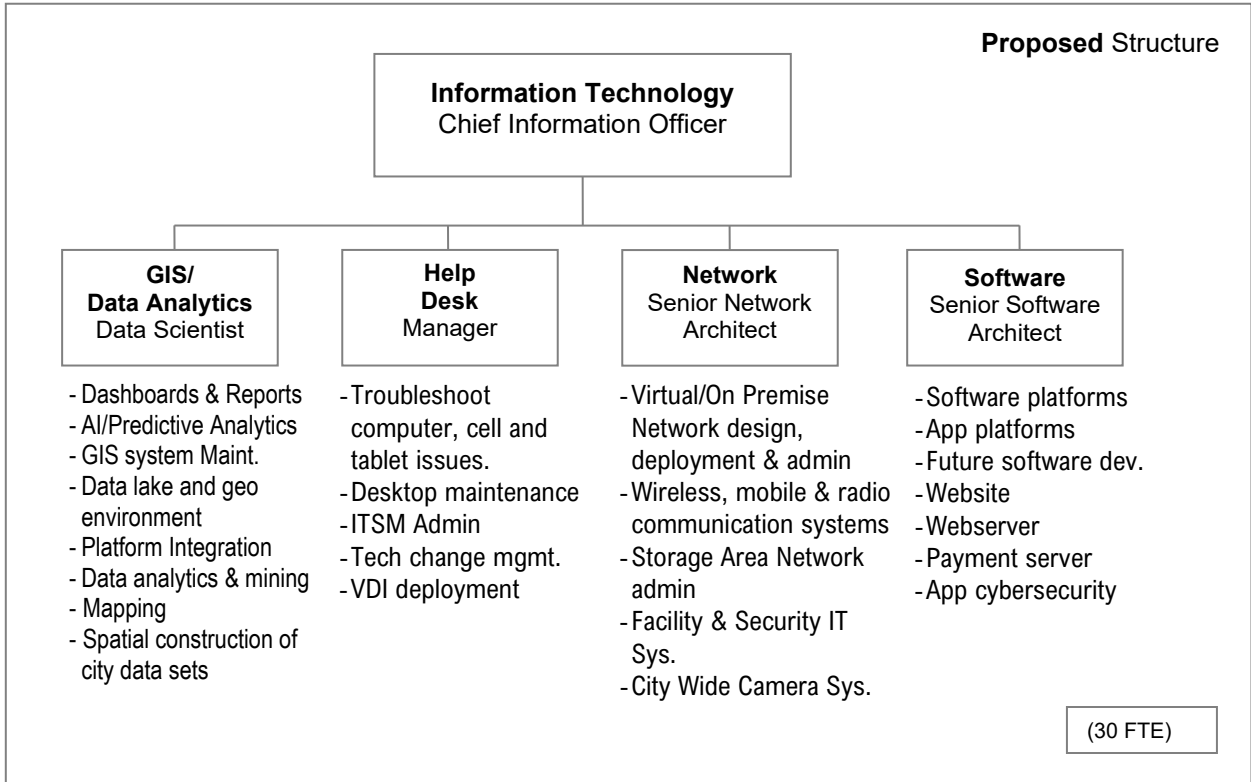 Proposed Structure
Information Technology
Chief Information Officer
GIS/
Data Analytics
Data Scientist
- Dashboards & Reports
- AI/Predictive Analytics
- GIS system Maint.
- Data lake and geo
environment
- Platform Integration
- Data analytics & mining
- Mapping
- Spatial construction of
city data sets
Help
Desk
Manager
- Troubleshoot
computer, cell and
tablet issues.
- Desktop maintenance
- ITSM Admin
- Tech change mgmt.
- VDI deployment
Network
Senior Network
Architect
- Virtual/On Premise
Network design,
deployment & admin
- Wireless, mobile & radio
communication systems
- Storage Area Network
admin
- Facility & Security IT
Sys.
- City Wide Camera Sys.
Software
Senior Software
Architect
- Software platforms
- App platforms
- Future software dev.
- Website
- Webserver
- Payment server
- App cybersecurity
(30 FTE)